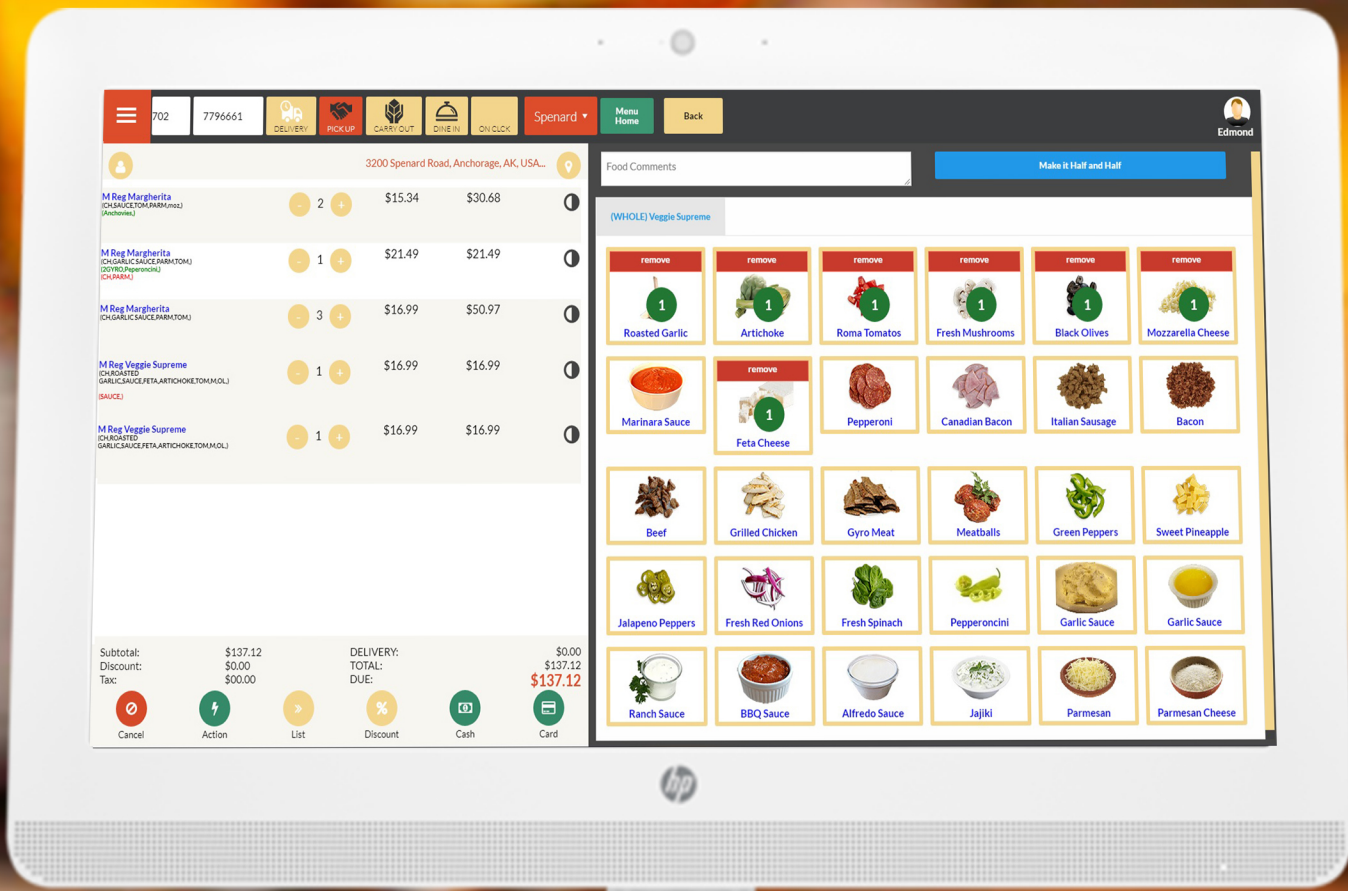 702
7796661
DELIVERY
PICK UP
CARRY OUT
DINE IN
ON CLCK
Spenard
Menu
Home
Back
Edmond
3200 Spenard Road, Anchorage, AK, USA...
M Reg Margherita
(CH,SAUCE,TOM,PARM,moz,)
(Anchovies,)
- 2 + $15.34 $30.68
M Reg Margherita
(CH,GARLIC SAUCE,PARM,TOM,)
(2GYRO,Peperoncini,)
(CH,PARM,)
- 1 + $21.49 $21.49
M Reg Margherita
(CH,GARLIC SAUCE,PARM,TOM,)
- 3 + $16.99 $50.97
M Reg Veggie Supreme
(CH,ROASTED
GARLIC,SAUCE,FETA,ARTICHOKE,TOM,M,OL,)
(SAUCE,)
- 1 + $16.99 $16.99
M Reg Veggie Supreme
(CH,ROASTED
GARLIC,SAUCE,FETA,ARTICHOKE,TOM,M,OL,)
- 1 + $16.99 $16.99
Subtotal: $137.12 DELIVERY: $0.00
Discount: $0.00 TOTAL: $137.12
Tax: $00.00 DUE: $137.12
Cancel Action List Discount Cash Card
Food Comments
Make it Half and Half
(WHOLE) Veggie Supreme
remove remove remove remove remove remove
1 1 1 1 1 1
Roasted Garlic Artichoke Roma Tomatos Fresh Mushrooms Black Olives Mozzarella Cheese
remove
1
Marinara Sauce Feta Cheese Pepperoni Canadian Bacon Italian Sausage Bacon
Beef Grilled Chicken Gyro Meat Meatballs Green Peppers Sweet Pineapple
Jalapeno Peppers Fresh Red Onions Fresh Spinach Pepperoncini Garlic Sauce Garlic Sauce
Ranch Sauce BBQ Sauce Alfredo Sauce Jajiki Parmesan Parmesan Cheese
hp